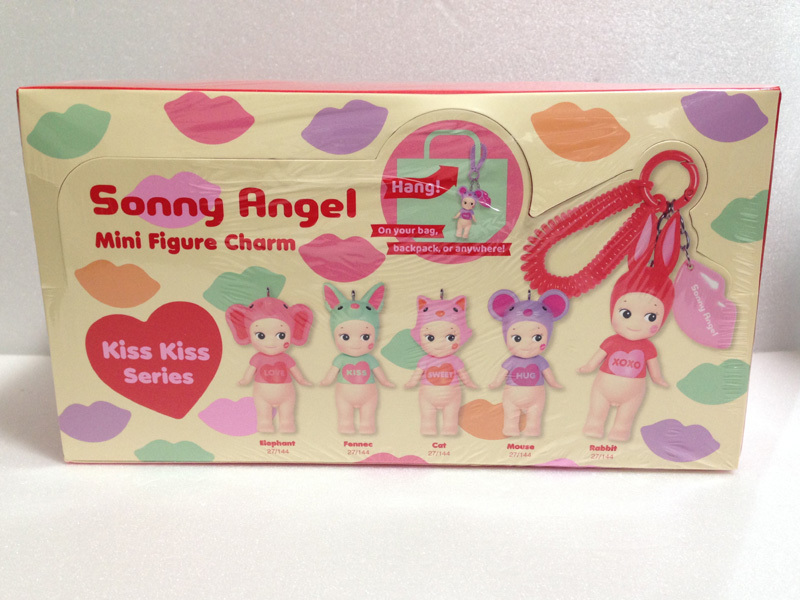 Sonny Angel
Mini Figure Charm
Hang!
On your bag,
backpack, or anywhere!
Kiss Kiss
Series
LOVE
KISS
SWEET
HUG
XOXO
Sonny Angel
Elephant
27/144
Fennec
27/144
Cat
27/144
Mouse
27/144
Rabbit
27/144